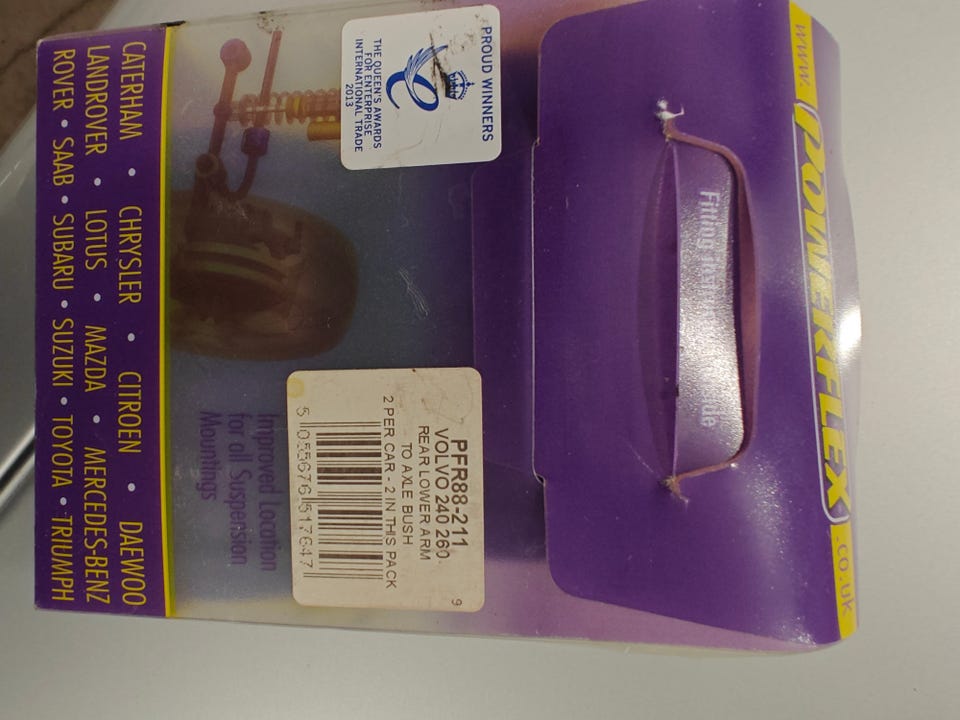 www.
POWERFLEX
.co.uk
Fitting
PROUD WINNERS
THE QUEEN'S AWARDS
FOR ENTERPRISE
INTERNATIONAL TRADE
2013
PFR88-211
VOLVO 240 260
REAR LOWER ARM
TO AXLE BUSH
2 PER CAR - 2 IN THIS PACK
9
5 055676 517647
Improved Location
for all Suspension
Mountings
CATERHAM • CHRYSLER • CITROEN • DAEWOO
LANDROVER • LOTUS • MAZDA • MERCEDES-BENZ
ROVER • SAAB • SUBARU • SUZUKI • TOYOTA • TRIUMPH